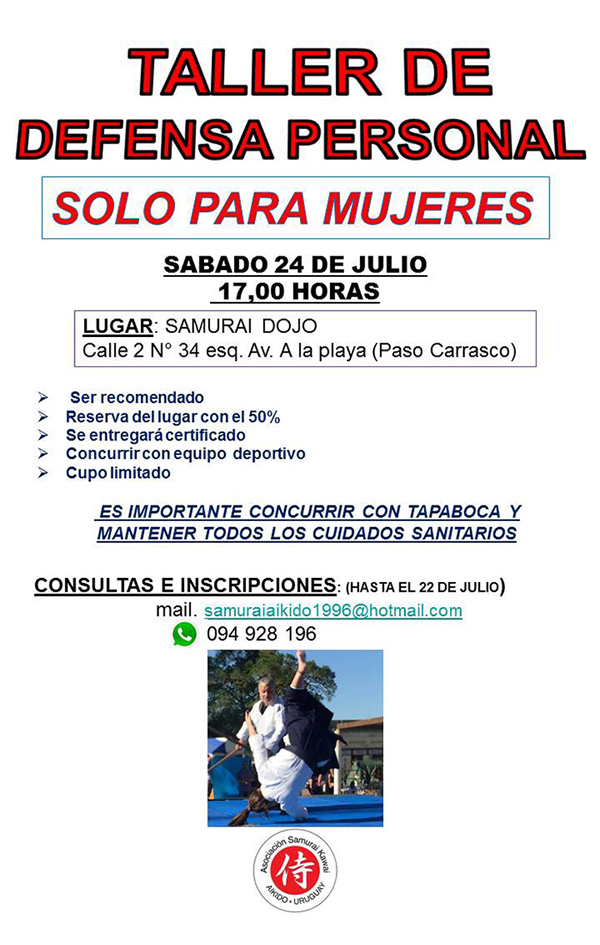 TALLER DE
DEFENSA PERSONAL
SOLO PARA MUJERES
SABADO 24 DE JULIO
17,00 HORAS
LUGAR: SAMURAI DOJO
Calle 2 N° 34 esq. Av. A la playa (Paso Carrasco)
➢ Ser recomendado
➢ Reserva del lugar con el 50%
➢ Se entregará certificado
➢ Concurrir con equipo deportivo
➢ Cupo limitado
ES IMPORTANTE CONCURRIR CON TAPABOCA Y
MANTENER TODOS LOS CUIDADOS SANITARIOS
CONSULTAS E INSCRIPCIONES: (HASTA EL 22 DE JULIO)
mail. samuraiaikido1996@hotmail.com
094 928 196
Asociación Samurai Kawai
侍
AIKIDO - URUGUAY